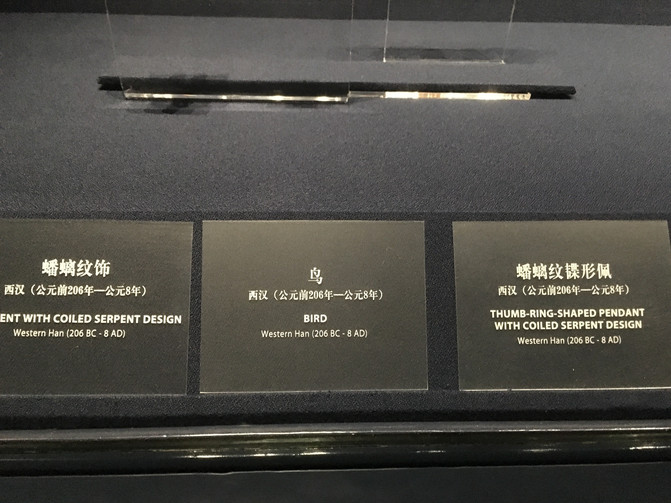 蟠螭纹饰
西汉（公元前206年—公元8年）
ENT WITH COILED SERPENT DESIGN
Western Han (206 BC - 8 AD)
鸟
西汉（公元前206年—公元8年）
BIRD
Western Han (206 BC - 8 AD)
蟠螭纹韘形佩
西汉（公元前206年—公元8年）
THUMB-RING-SHAPED PENDANT
WITH COILED SERPENT DESIGN
Western Han (206 BC - 8 AD)